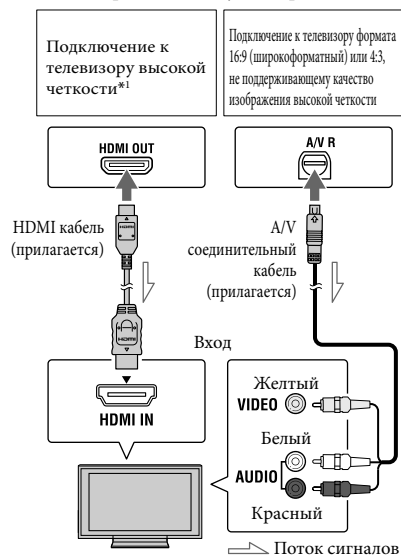 Подключение к
телевизору высокой
четкости*1
Подключение к телевизору формата
16:9 (широкоформатный) или 4:3,
не поддерживающему качество
изображения высокой четкости
HDMI OUT
A/V R
HDMI кабель
(прилагается)
A/V
соединительный
кабель
(прилагается)
Вход
HDMI IN
Желтый
VIDEO
Белый
AUDIO
Красный
Поток сигналов